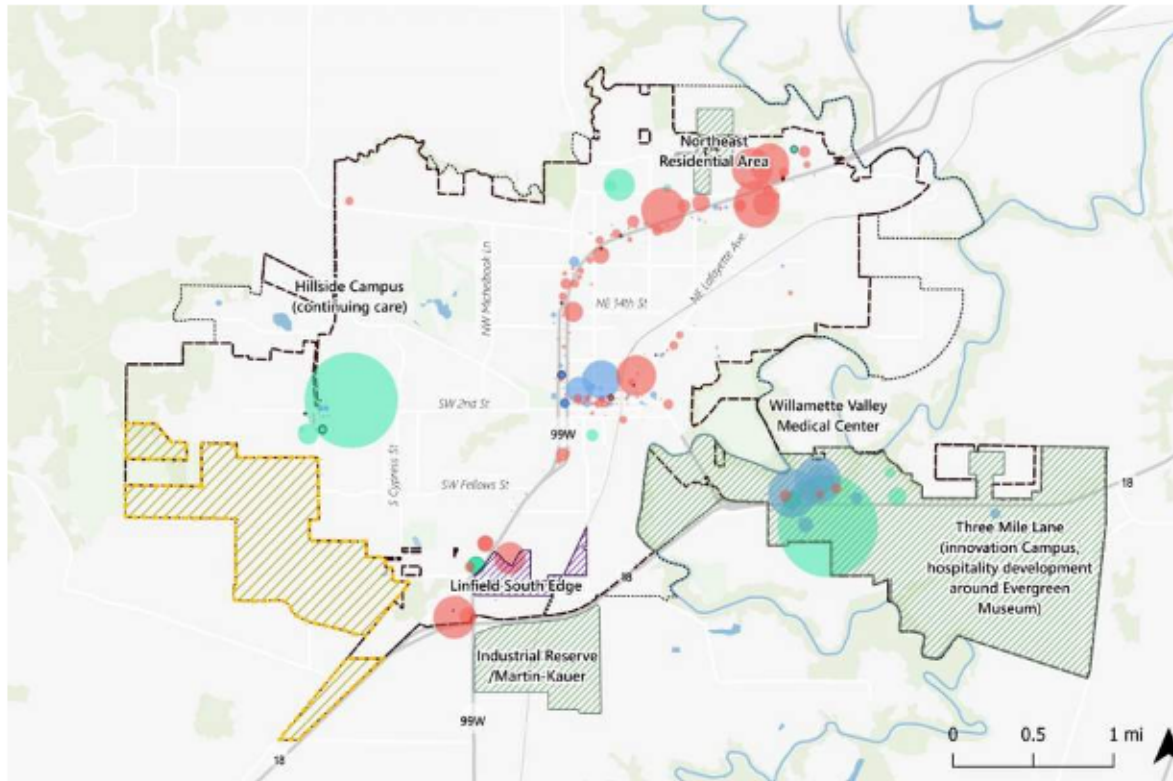 Northeast
Residential Area
Hillside Campus
(continuing care)
NW Michelbook Ln
NE Lafayette Ave.
NE 14th St
SW 2nd St
Willamette Valley
Medical Center
99W
S Cypress St
SW Fellows St
18
Three Mile Lane
(innovation Campus,
hospitality development
around Evergreen
Museum)
Linfield South Edge
18
Industrial Reserve
/Martin-Kauer
99W
18
0 0.5 1 mi